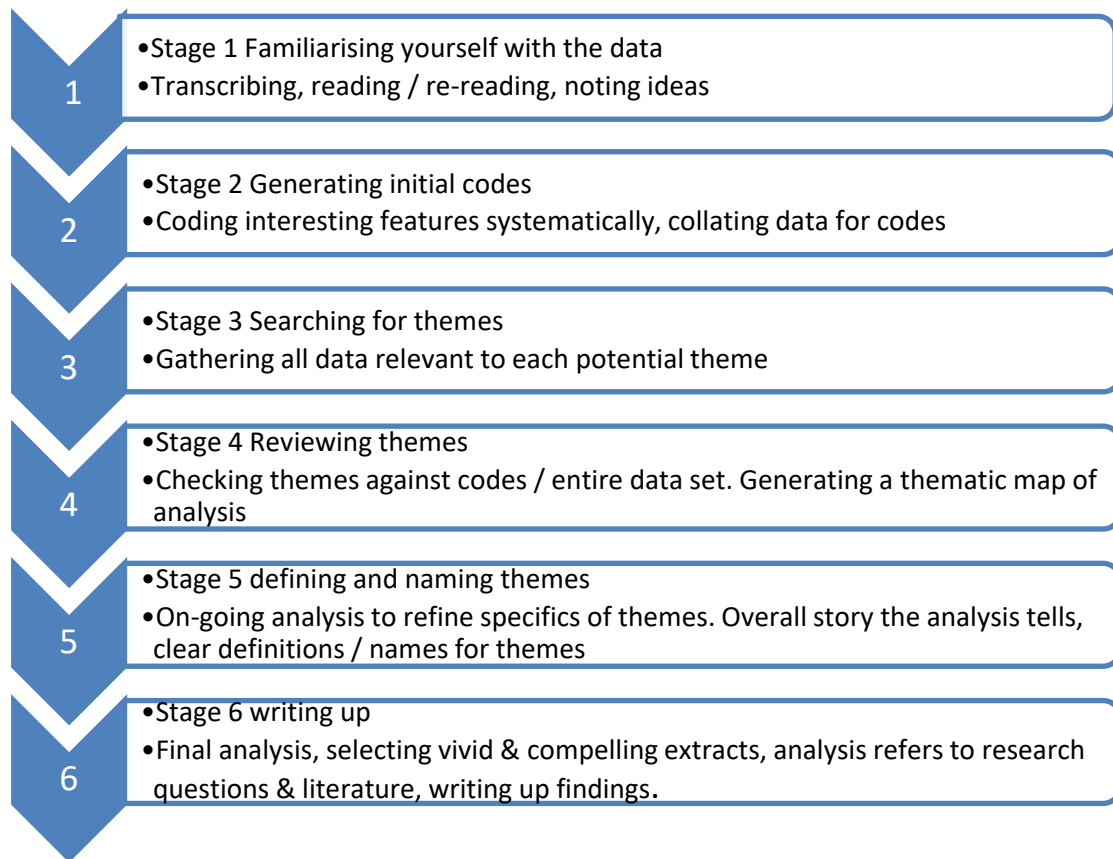 1
•Stage 1 Familiarising yourself with the data
•Transcribing, reading / re-reading, noting ideas
2
•Stage 2 Generating initial codes
•Coding interesting features systematically, collating data for codes
3
•Stage 3 Searching for themes
•Gathering all data relevant to each potential theme
4
•Stage 4 Reviewing themes
•Checking themes against codes / entire data set. Generating a thematic map of
analysis
5
•Stage 5 defining and naming themes
•On-going analysis to refine specifics of themes. Overall story the analysis tells,
clear definitions / names for themes
6
•Stage 6 writing up
•Final analysis, selecting vivid & compelling extracts, analysis refers to research
questions & literature, writing up findings.